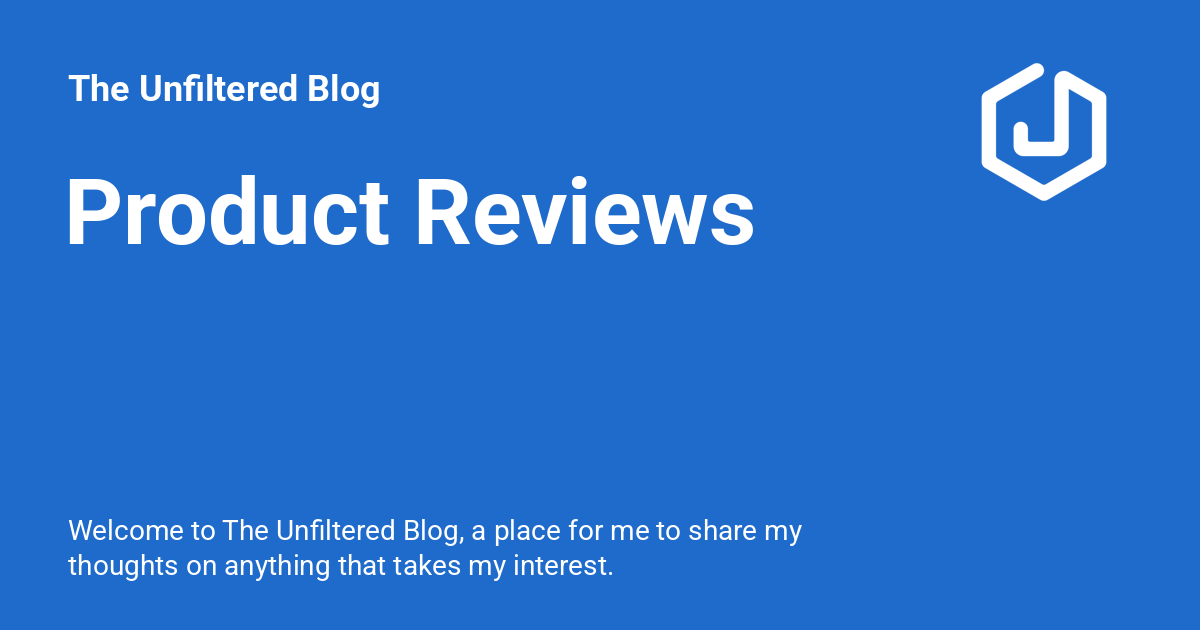 The Unfiltered Blog
Product Reviews
Welcome to The Unfiltered Blog, a place for me to share my
thoughts on anything that takes my interest.